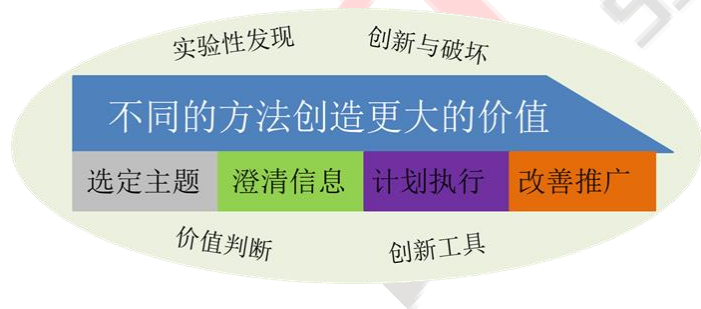 实验性发现 创新与破坏
不同的方法创造更大的价值
选定主题 澄清信息 计划执行 改善推广
价值判断 创新工具